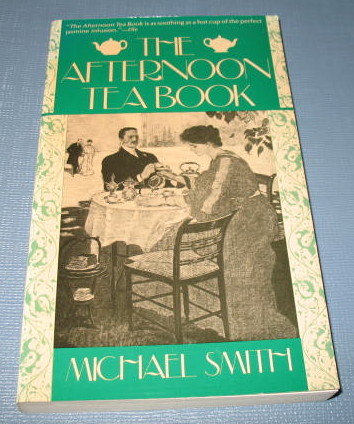 "The Afternoon Tea Book is as soothing as a hot cup of the perfect
jasmine infusion."—Elle
THE
AFTERNOON
TEA BOOK
MICHAEL SMITH